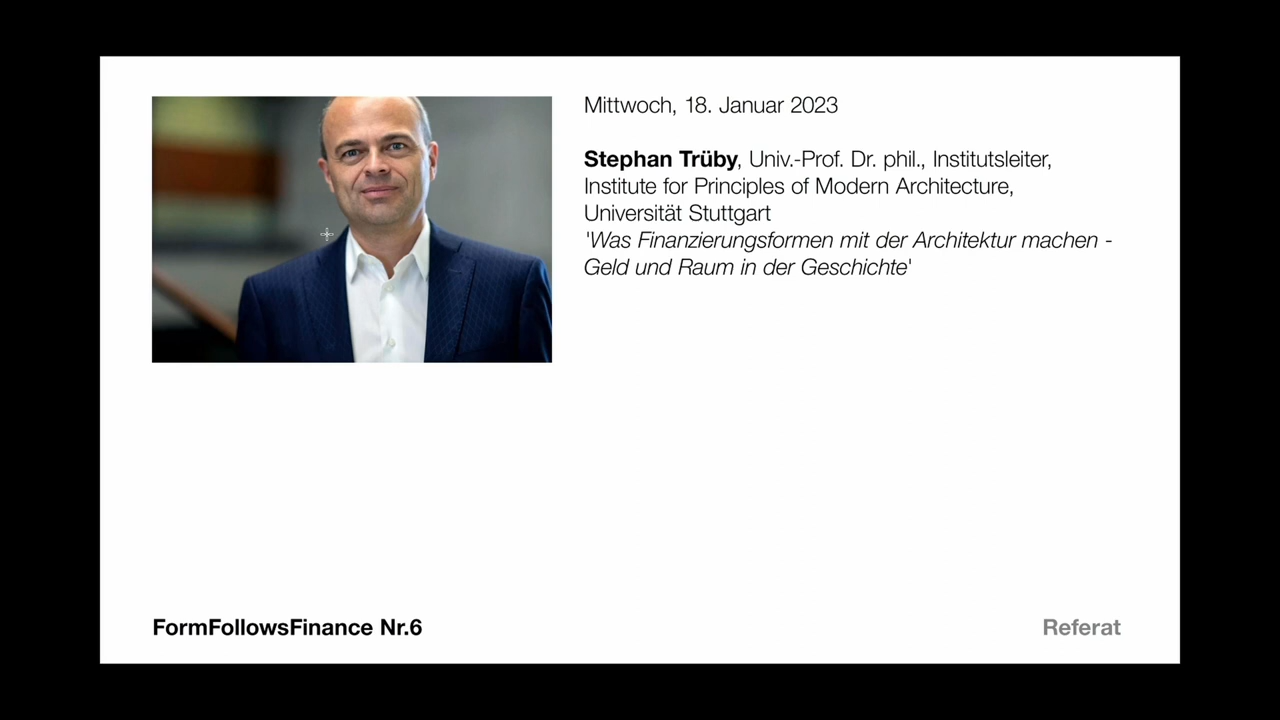 Mittwoch, 18. Januar 2023
Stephan Trüby, Univ.-Prof. Dr. phil., Institutsleiter,
Institute for Principles of Modern Architecture,
Universität Stuttgart
'Was Finanzierungsformen mit der Architektur machen -
Geld und Raum in der Geschichte'
FormFollowsFinance Nr.6
Referat